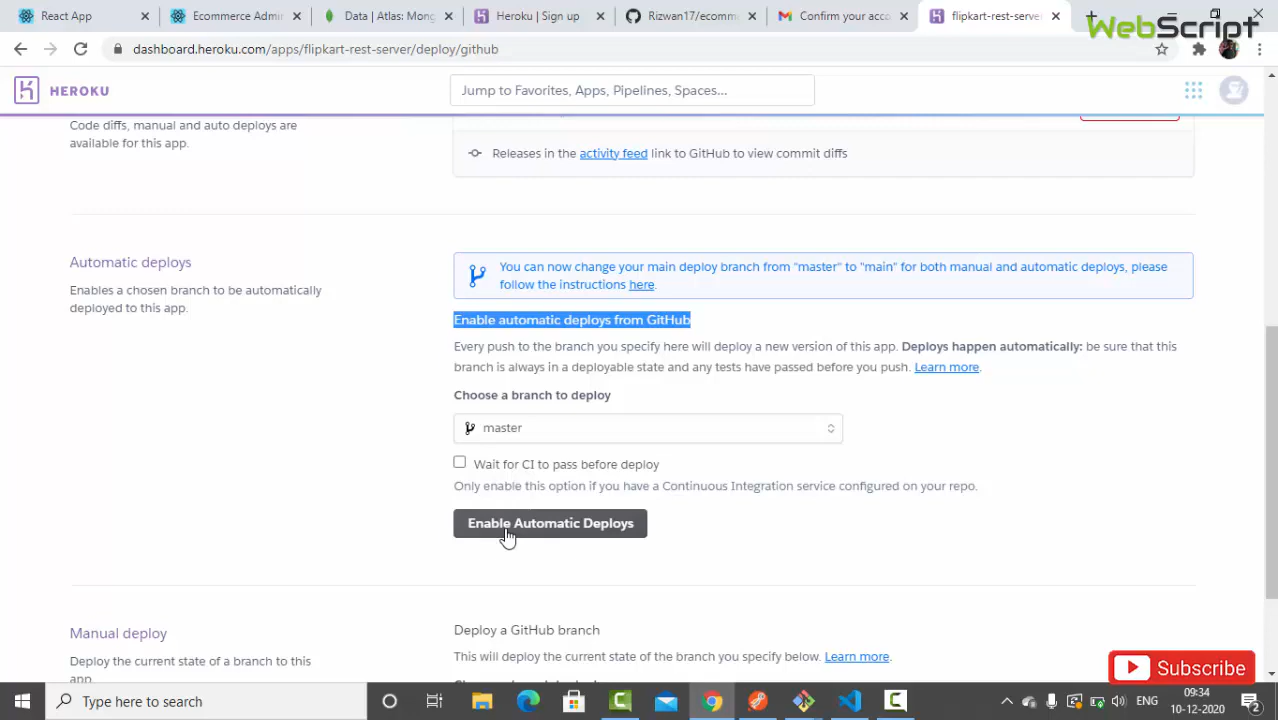 React App
Ecommerce Admin
Data | Atlas: Mong
Heroku | Sign up
Rizwan17/ecomm
Confirm your acco
flipkart-rest-server
WebScript
dashboard.heroku.com/apps/flipkart-rest-server/deploy/github
HEROKU
Jump to Favorites, Apps, Pipelines, Spaces...
Code diffs, manual and auto deploys are
available for this app.
Releases in the activity feed link to GitHub to view commit diffs
Automatic deploys
Enables a chosen branch to be automatically
deployed to this app.
You can now change your main deploy branch from "master" to "main" for both manual and automatic deploys, please
follow the instructions here.
Enable automatic deploys from GitHub
Every push to the branch you specify here will deploy a new version of this app. Deploys happen automatically: be sure that this
branch is always in a deployable state and any tests have passed before you push. Learn more.
Choose a branch to deploy
master
Wait for CI to pass before deploy
Only enable this option if you have a Continuous Integration service configured on your repo.
Enable Automatic Deploys
Manual deploy
Deploy the current state of a branch to this
app.
Deploy a GitHub branch
This will deploy the current state of the branch you specify below. Learn more.
Subscribe
Type here to search
ENG
09:34
10-12-2020
2